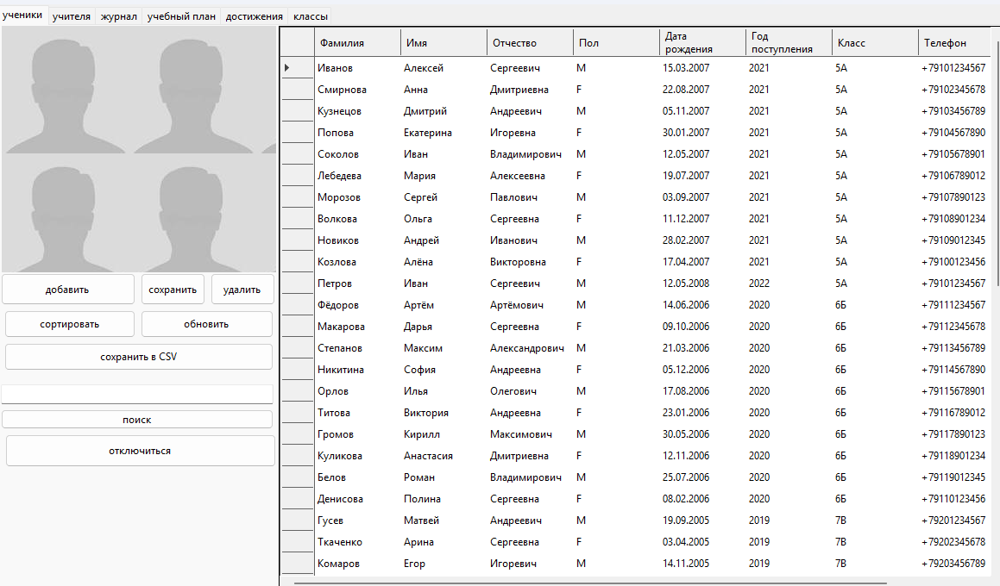 ученики учителя журнал учебный план достижения классы
добавить сохранить удалить
сортировать обновить
сохранить в CSV
поиск
отключиться
Фамилия Имя Отчество Пол Дата рождения Год поступления Класс Телефон
Иванов Алексей Сергеевич M 15.03.2007 2021 5А +79101234567
Смирнова Анна Дмитриевна F 22.08.2007 2021 5А +79102345678
Кузнецов Дмитрий Андреевич M 05.11.2007 2021 5А +79103456789
Попова Екатерина Игоревна F 30.01.2007 2021 5А +79104567890
Соколов Иван Владимирович M 12.05.2007 2021 5А +79105678901
Лебедева Мария Алексеевна F 19.07.2007 2021 5А +79106789012
Морозов Сергей Павлович M 03.09.2007 2021 5А +79107890123
Волкова Ольга Сергеевна F 11.12.2007 2021 5А +79108901234
Новиков Андрей Иванович M 28.02.2007 2021 5А +79109012345
Козлова Алёна Викторовна F 17.04.2007 2021 5А +79100123456
Петров Иван Сергеевич M 12.05.2008 2022 5А +79101234567
Фёдоров Артём Артёмович M 14.06.2006 2020 6Б +79111234567
Макарова Дарья Сергеевна F 09.10.2006 2020 6Б +79112345678
Степанов Максим Александрович M 21.03.2006 2020 6Б +79113456789
Никитина София Андреевна F 05.12.2006 2020 6Б +79114567890
Орлов Илья Олегович M 17.08.2006 2020 6Б +79115678901
Титова Виктория Андреевна F 23.01.2006 2020 6Б +79116789012
Громов Кирилл Максимович M 30.05.2006 2020 6Б +79117890123
Куликова Анастасия Дмитриевна F 12.11.2006 2020 6Б +79118901234
Белов Роман Владимирович M 25.07.2006 2020 6Б +79119012345
Денисова Полина Сергеевна F 08.02.2006 2020 6Б +79110123456
Гусев Матвей Андреевич M 19.09.2005 2019 7В +79201234567
Ткаченко Арина Сергеевна F 03.04.2005 2019 7В +79202345678
Комаров Егор Игоревич M 14.11.2005 2019 7В +79203456789